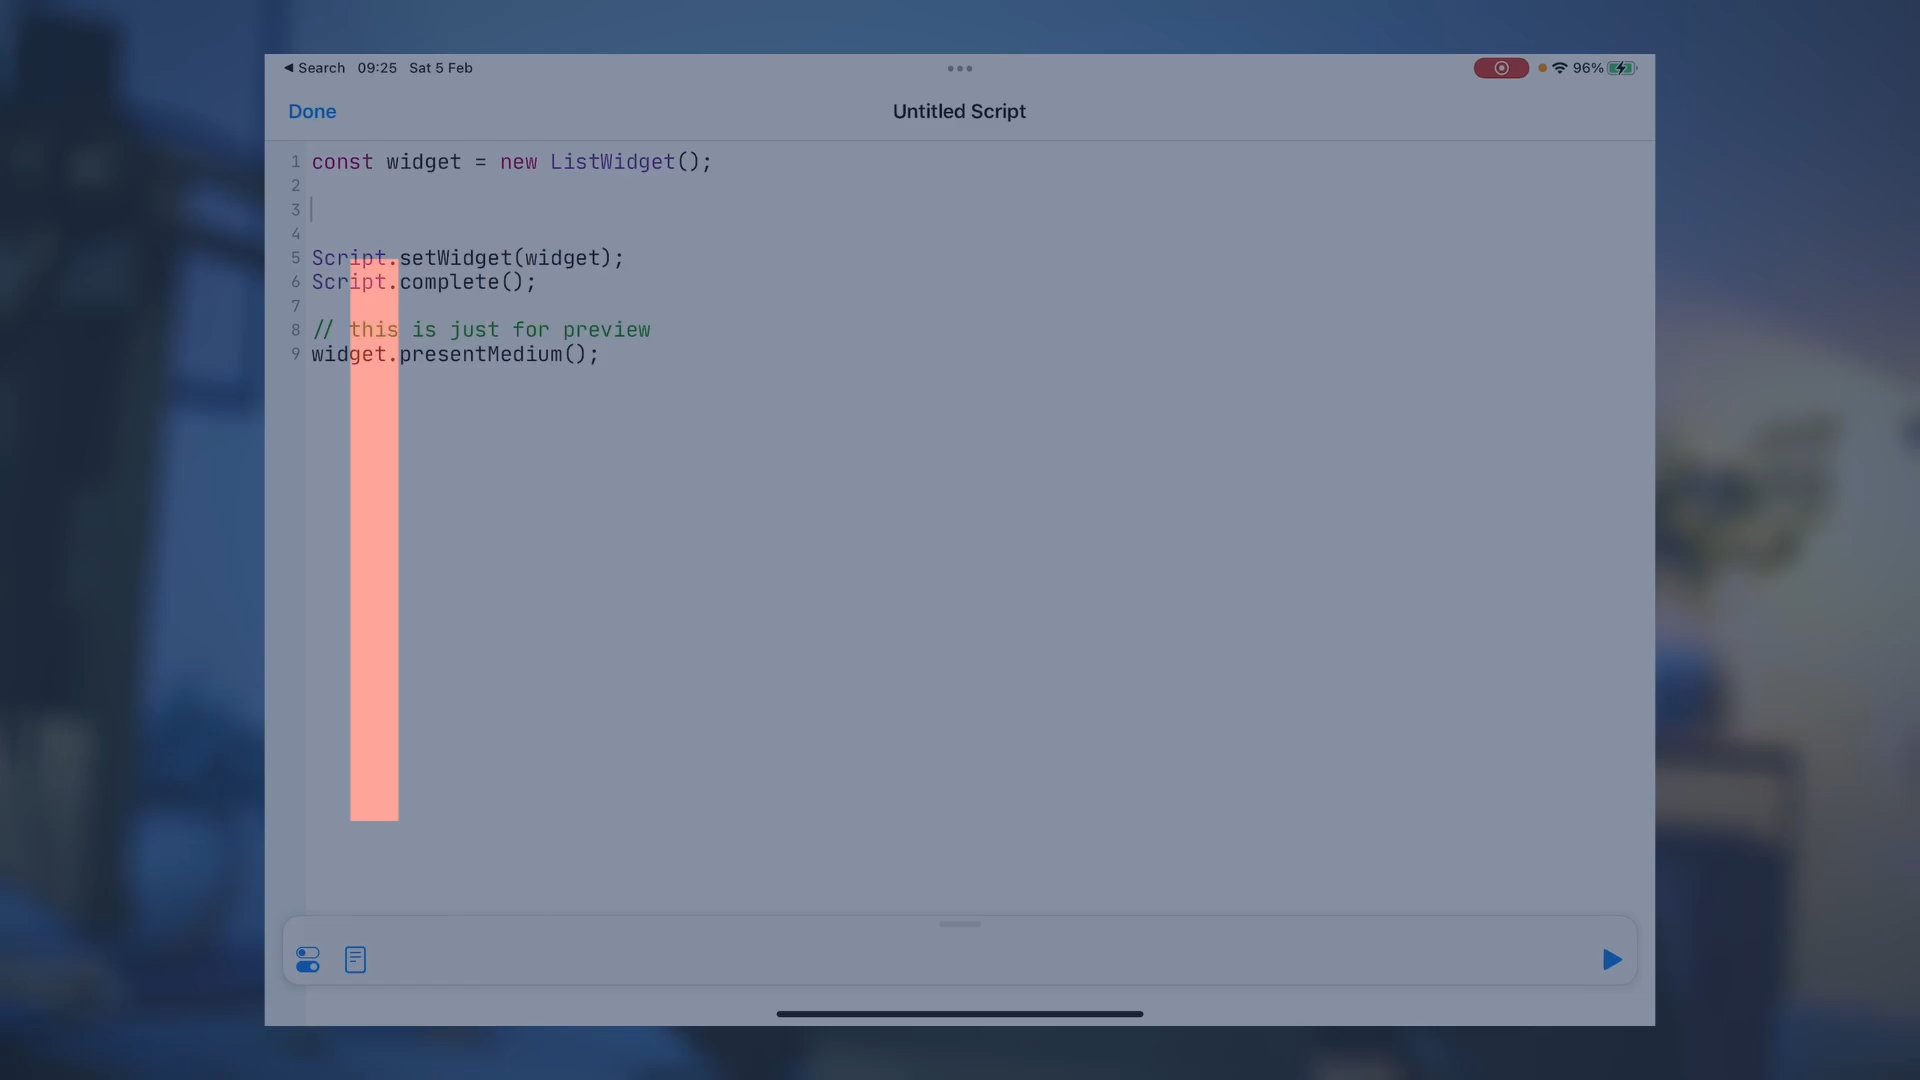 Search 09:25 Sat 5 Feb 96%
Done Untitled Script
1 const widget = new ListWidget();
2
3
4
5 Script.setWidget(widget);
6 Script.complete();
7
8 // this is just for preview
9 widget.presentMedium();